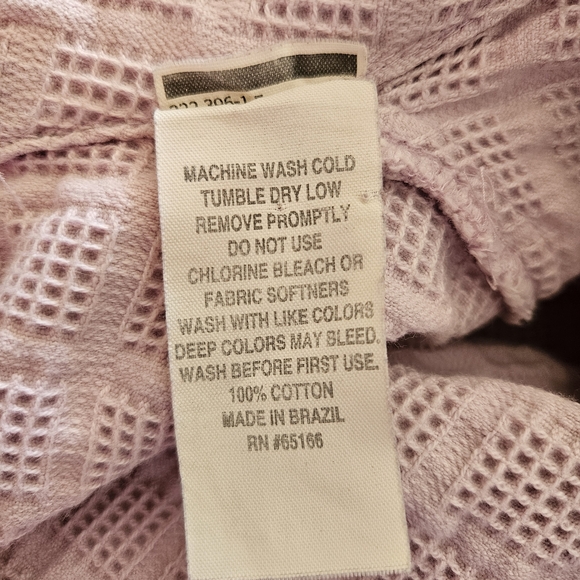 MACHINE WASH COLD
TUMBLE DRY LOW
REMOVE PROMPTLY
DO NOT USE
CHLORINE BLEACH OR
FABRIC SOFTNERS
WASH WITH LIKE COLORS
DEEP COLORS MAY BLEED.
WASH BEFORE FIRST USE.
100% COTTON
MADE IN BRAZIL
RN #65166